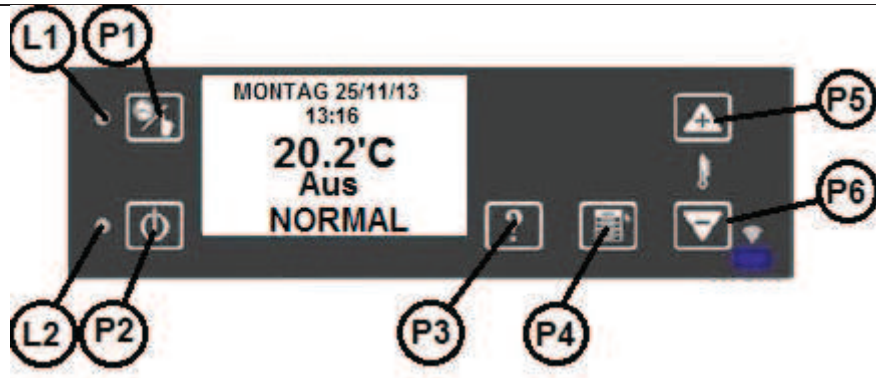 L1 P1
MONTAG 25/11/13
13:16
20.2'C
Aus
NORMAL
P5
P6
+
-
?
L2 P2
P3
P4